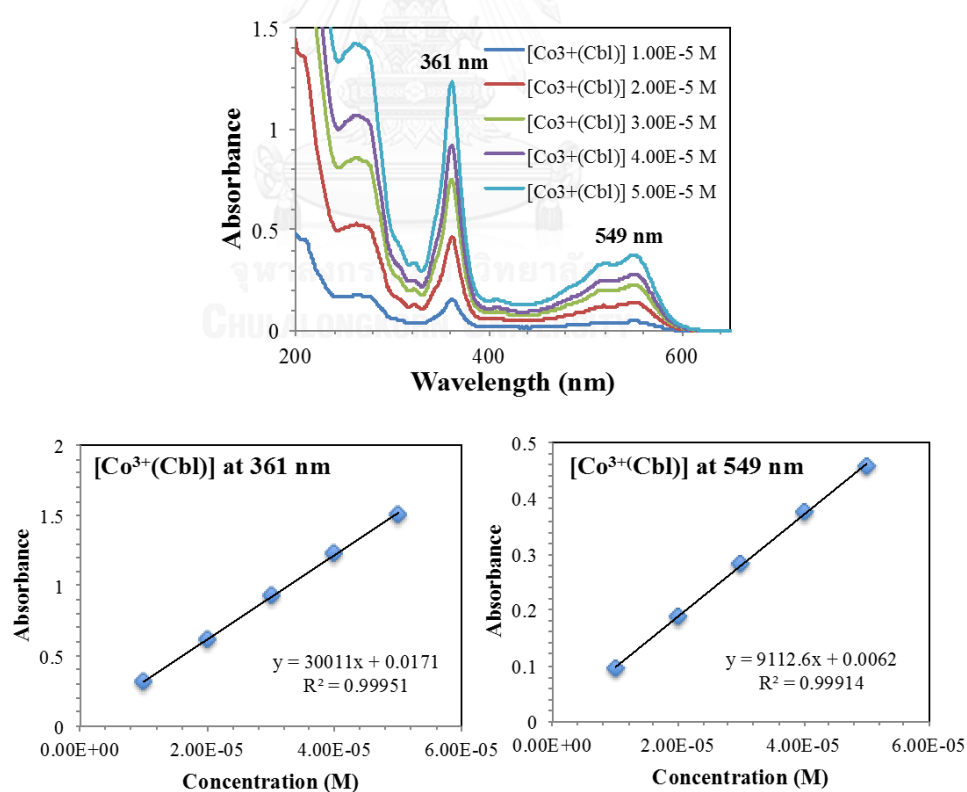 1.5
1
0.5
0
Absorbance
361 nm
549 nm
[Co3+(Cbl)] 1.00E-5 M
[Co3+(Cbl)] 2.00E-5 M
[Co3+(Cbl)] 3.00E-5 M
[Co3+(Cbl)] 4.00E-5 M
[Co3+(Cbl)] 5.00E-5 M
200 400 600
Wavelength (nm)
[Co³⁺(Cbl)] at 361 nm
2
1.5
1
0.5
0
Absorbance
y = 30011x + 0.0171
R² = 0.99951
0.00E+00 2.00E-05 4.00E-05 6.00E-05
Concentration (M)
[Co³⁺⁽Cbl)] at 549 nm
0.5
0.4
0.3
0.2
0.1
0
Absorbance
y = 9112.6x + 0.0062
R² = 0.99914
0.00E+00 2.00E-05 4.00E-05 6.00E-05
Concentration (M)